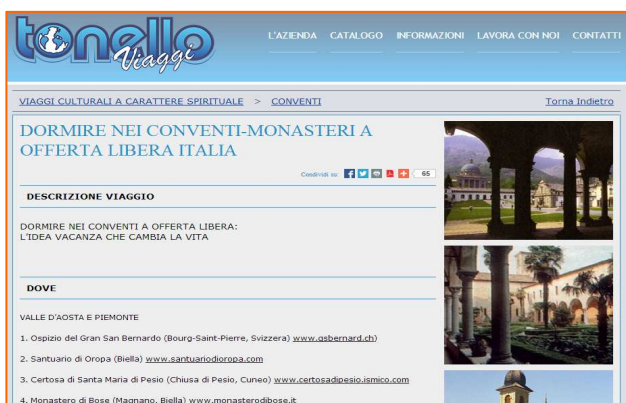 tonello
Viaggi
L'AZIENDA CATALOGO INFORMAZIONI LAVORA CON NOI CONTATTI
VIAGGI CULTURALI A CARATTERE SPIRITUALE > CONVENTI
Torna Indietro
DORMIRE NEI CONVENTI-MONASTERI A
OFFERTA LIBERA ITALIA
Condividi su 65
DESCRIZIONE VIAGGIO
DORMIRE NEI CONVENTI A OFFERTA LIBERA:
L'IDEA VACANZA CHE CAMBIA LA VITA
DOVE
VALLE D'AOSTA E PIEMONTE
1. Ospizio del Gran San Bernardo (Bourg-Saint-Pierre, Svizzera) www.gsbernard.ch)
2. Santuario di Oropa (Biella) www.santuariodioropa.com
3. Certosa di Santa Maria di Pesio (Chiusa di Pesio, Cuneo) www.certosadipesio.ismico.com
4. Monastero di Bose (Magnano, Biella) www.monasterodibose.it